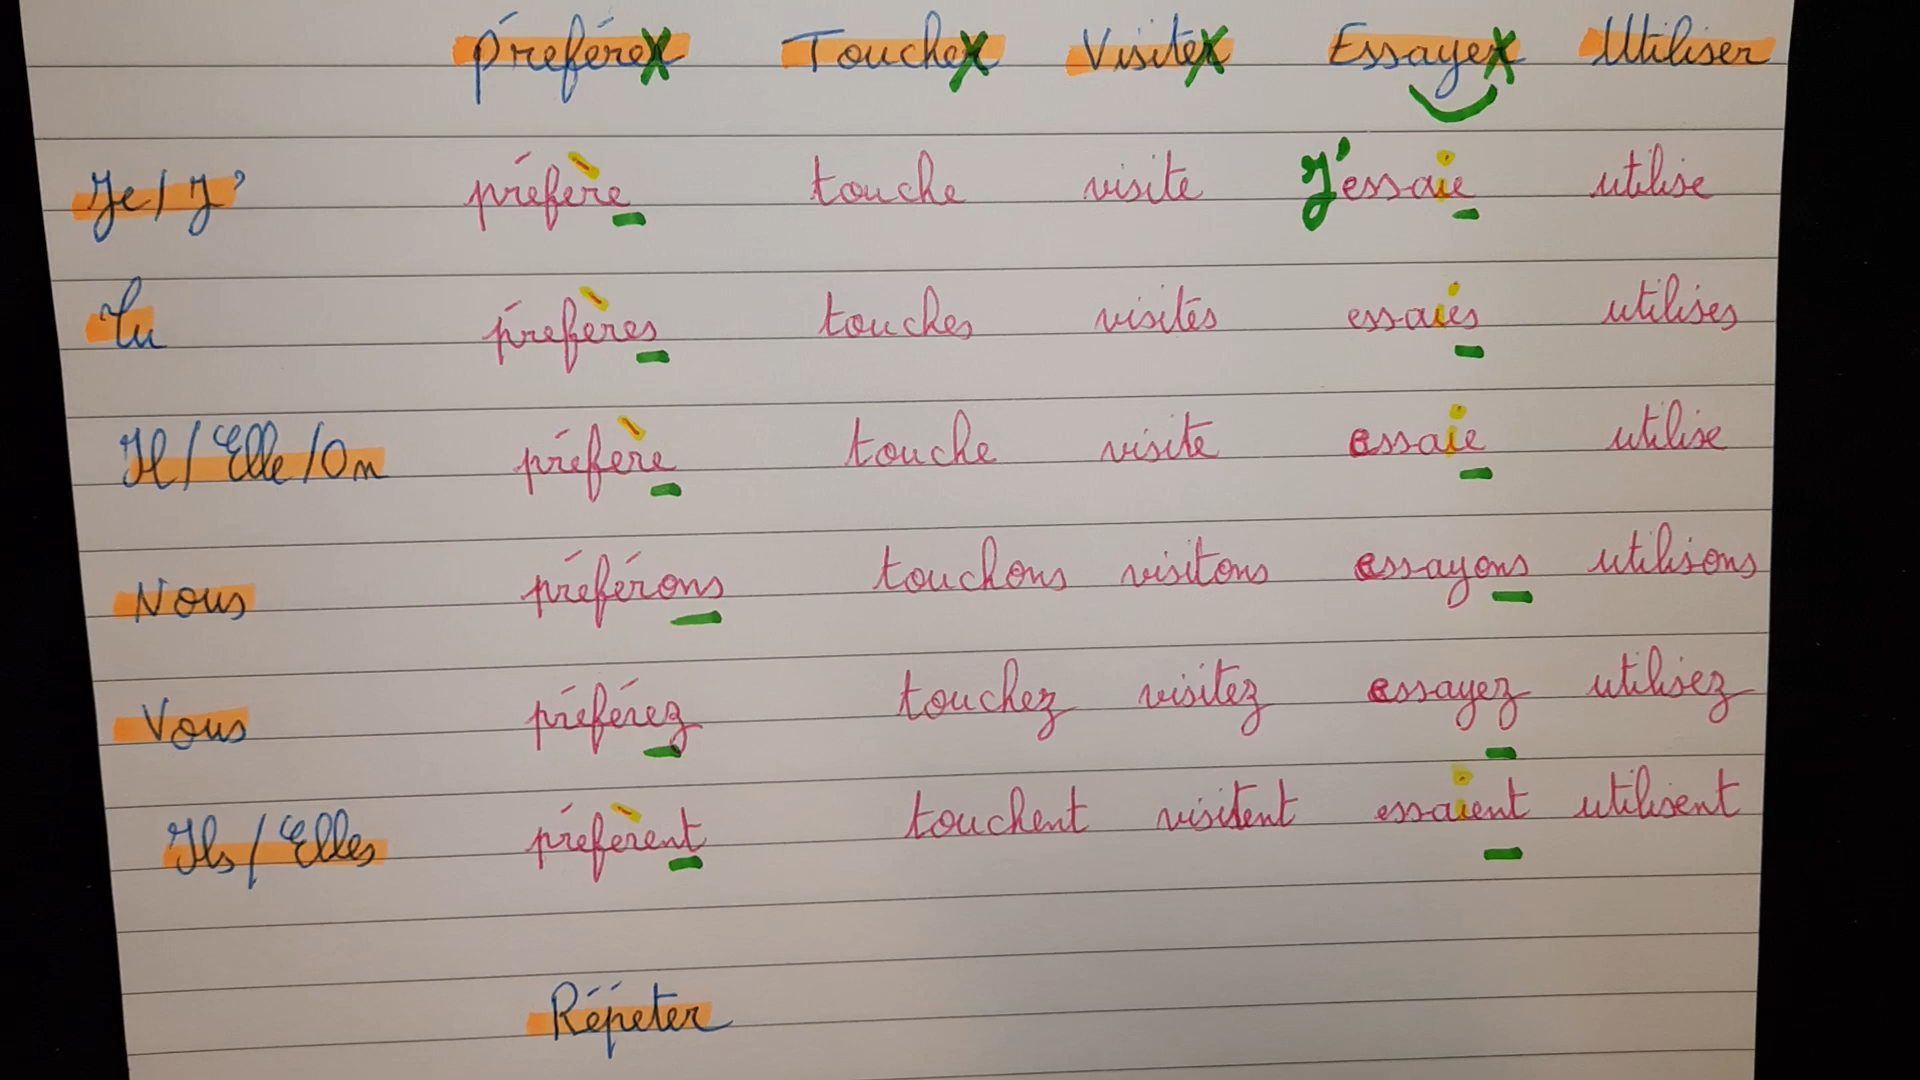 Préférer Toucher Visiter Essayer Utiliser
Je/J' préfère touche visite J'essaie utilise
Tu préfères touches visites essaies utilises
Il/Elle/On préfère touche visite essaie utilise
Nous préférons touchons visitons essayons utilisons
Vous préférez touchez visitez essayez utilisez
Ils/Elles préfèrent touchent visitent essaient utilisent
Répéter